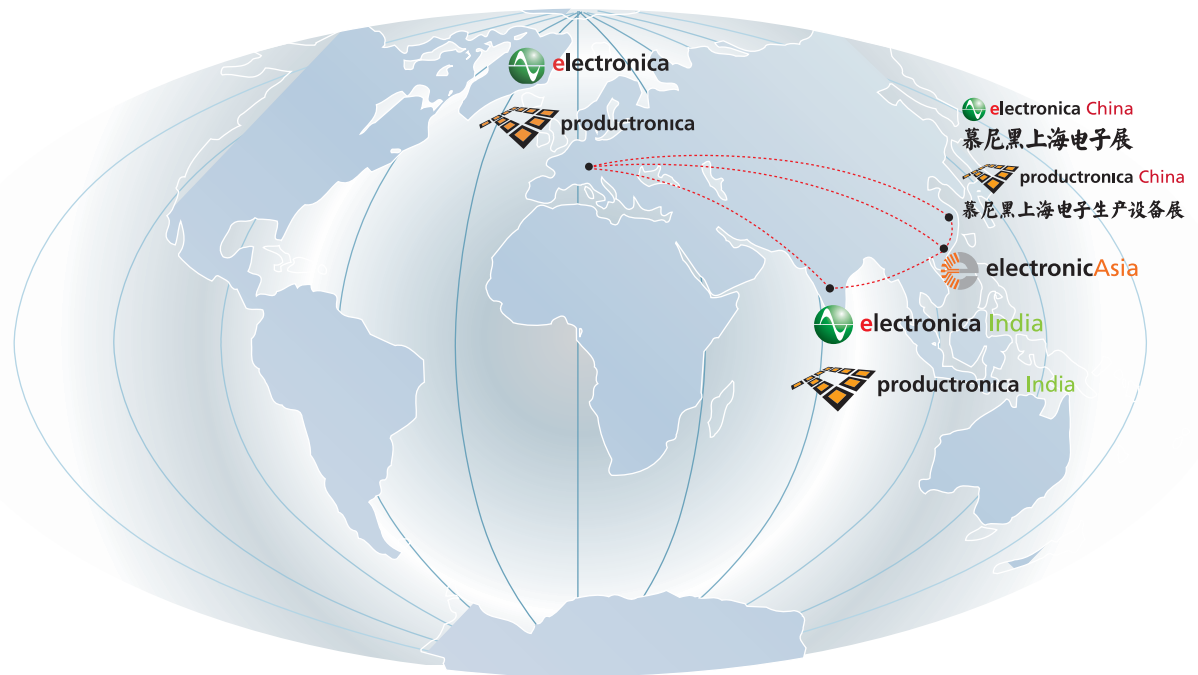 electronica
productronica
electronica China
慕尼黑上海电子展
productronica China
慕尼黑上海电子生产设备展
electronicAsia
electronica India
productronica India